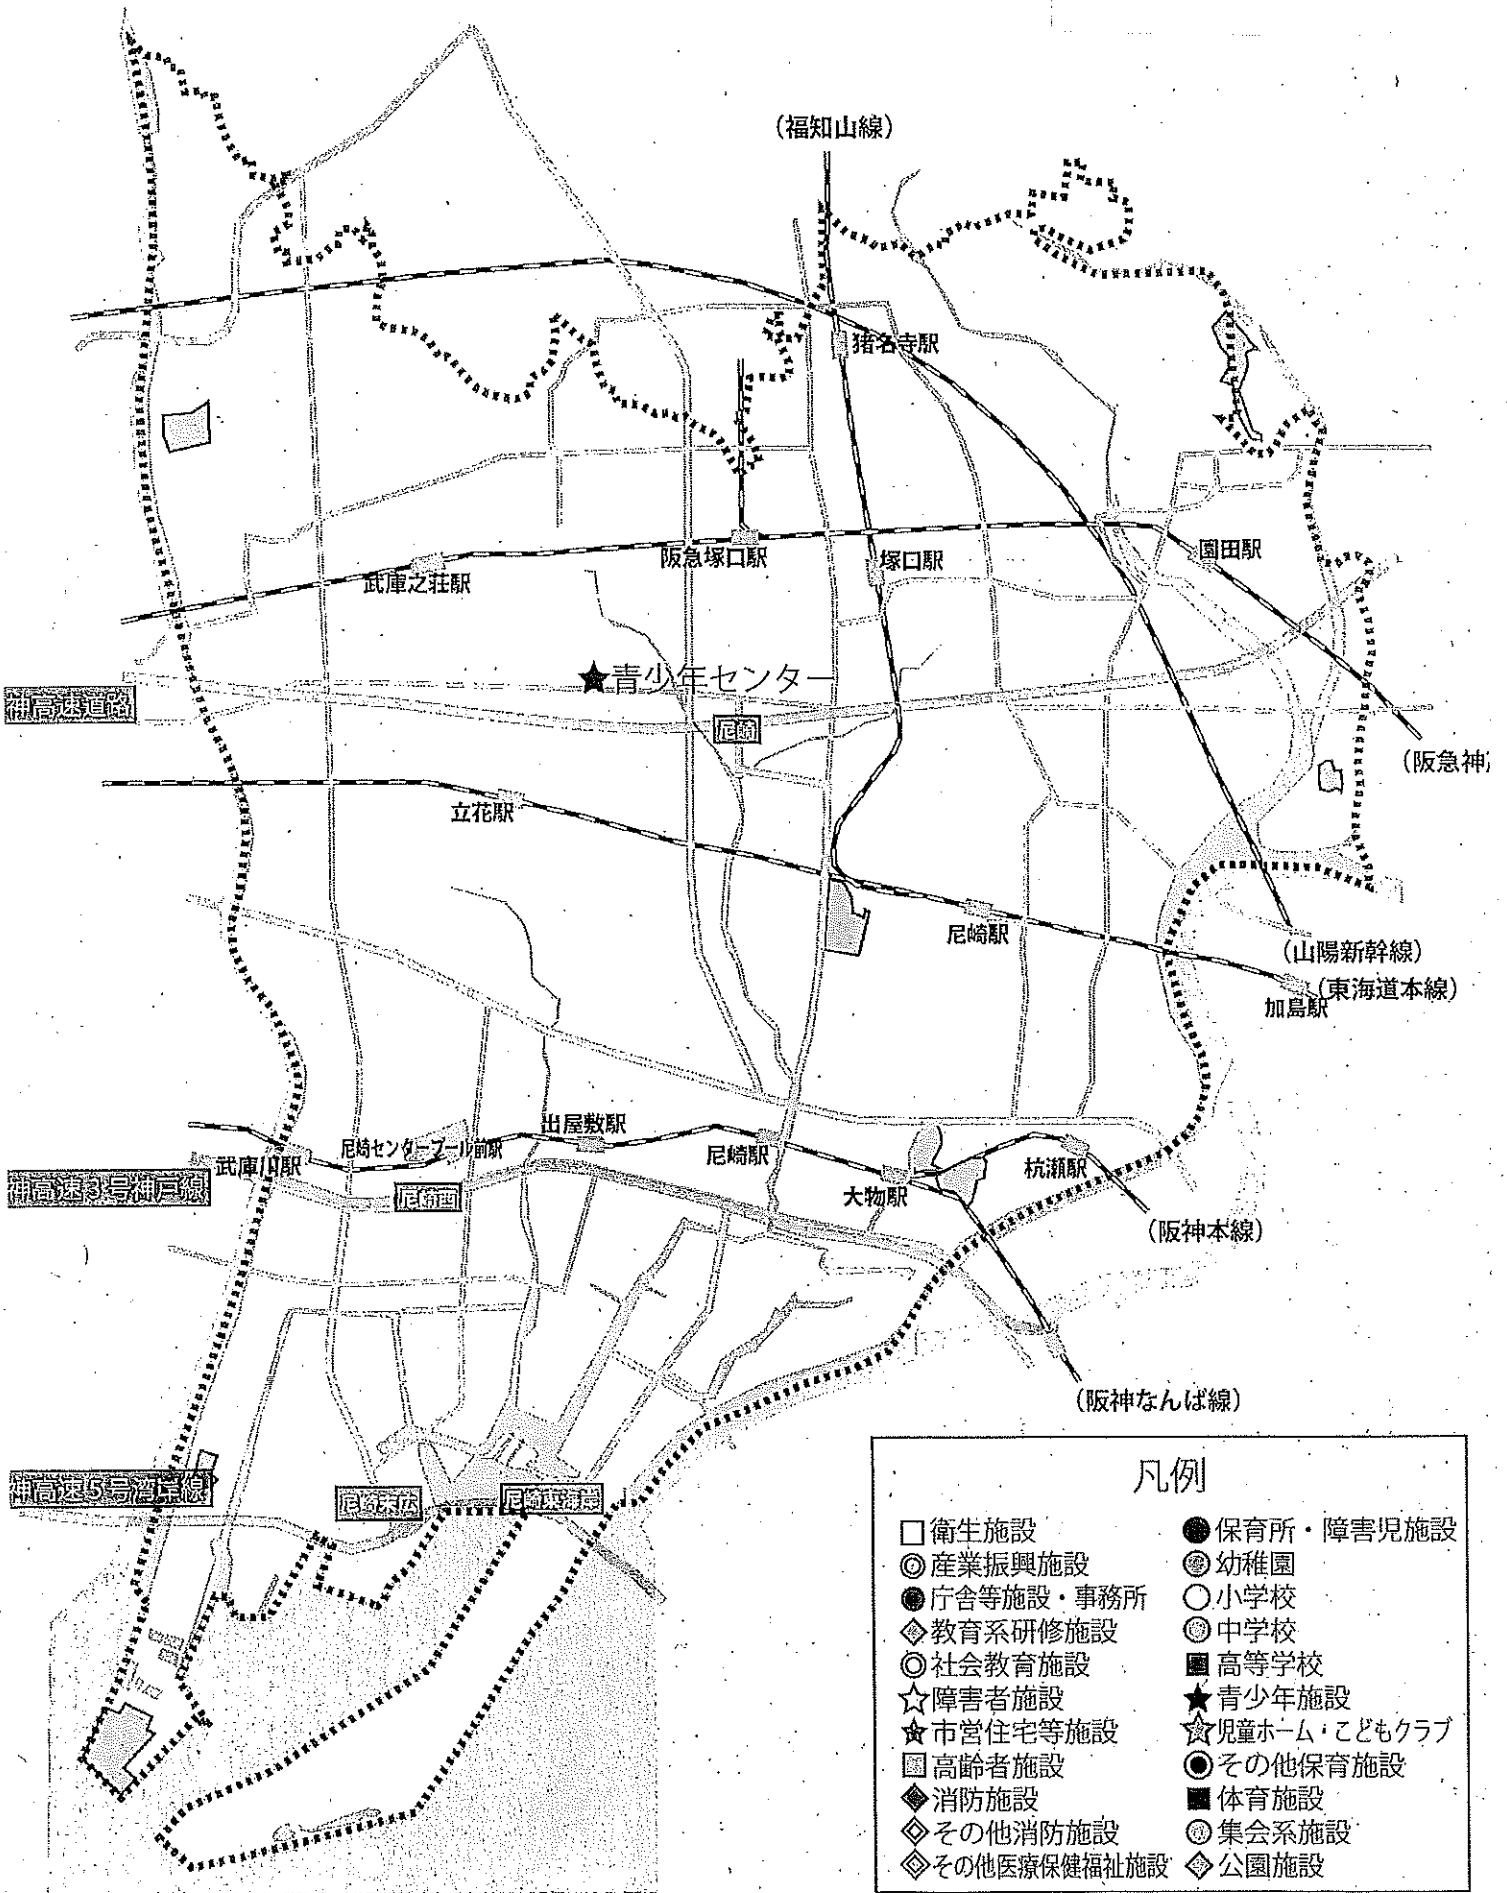 (福知山線)
猪名寺駅
阪急塚口駅
塚口駅
園田駅
武庫之荘駅
★青少年センター
神高速道路
尼崎
(阪急神
立花駅
尼崎駅
(山陽新幹線)
(東海道本線)
加島駅
出屋敷駅
尼崎センタープール前駅
尼崎駅
武庫川駅
杭瀬駅
神高速3号神戸線
尼崎西
大物駅
(阪神本線)
(阪神なんば線)
神高速5号湾岸線
尼崎末広
尼崎東海岸
凡例
□衛生施設
◎産業振興施設
●庁舎等施設・事務所
◇教育系研修施設
◎社会教育施設
☆障害者施設
★市営住宅等施設
■高齢者施設
◆消防施設
◇その他消防施設
◇その他医療保健福祉施設
●保育所・障害児施設
◎幼稚園
○小学校
◎中学校
■高等学校
★青少年施設
☆児童ホーム・こどもクラブ
◉その他保育施設
■体育施設
◎集会系施設
◇公園施設